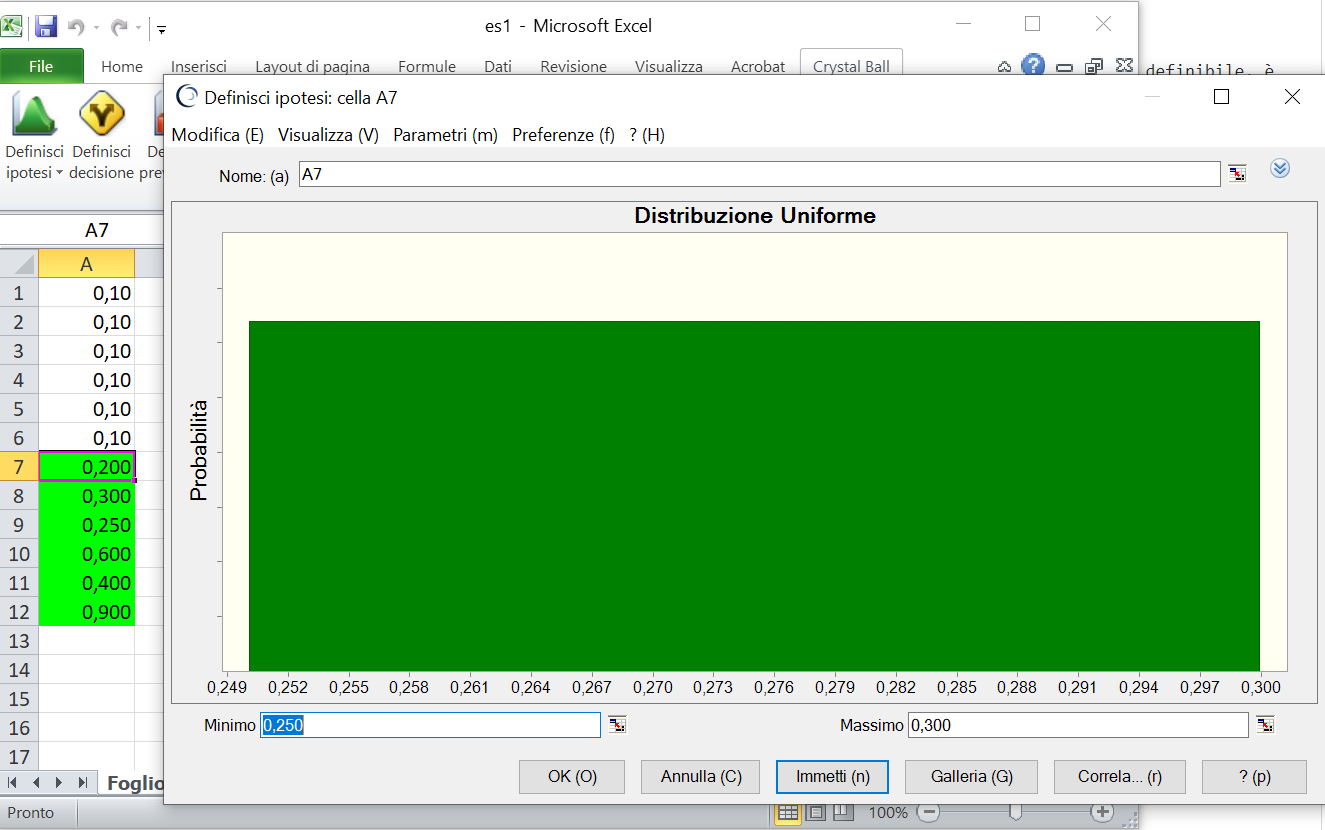 es1 - Microsoft Excel
File Home Inserisci Layout di pagina Formule Dati Revisione Visualizza Acrobat Crystal Ball
definibile, è
Definisci ipotesi: cella A7
Modifica (E) Visualizza (V) Parametri (m) Preferenze (f) ? (H)
Definisci Definisci De
ipotesi decisione pre
Nome: (a) A7
A7
Distribuzione Uniforme
Probabilità
A
1 0,10
2 0,10
3 0,10
4 0,10
5 0,10
6 0,10
7 0,200
8 0,300
9 0,250
10 0,600
11 0,400
12 0,900
13
14
15
16
17
0,249 0,252 0,255 0,258 0,261 0,264 0,267 0,270 0,273 0,276 0,279 0,282 0,285 0,288 0,291 0,294 0,297 0,300
Minimo 0,250 Massimo 0,300
OK (O) Annulla (C) Immetti (n) Galleria (G) Correla... (r) ? (p)
Foglio
Pronto 100%